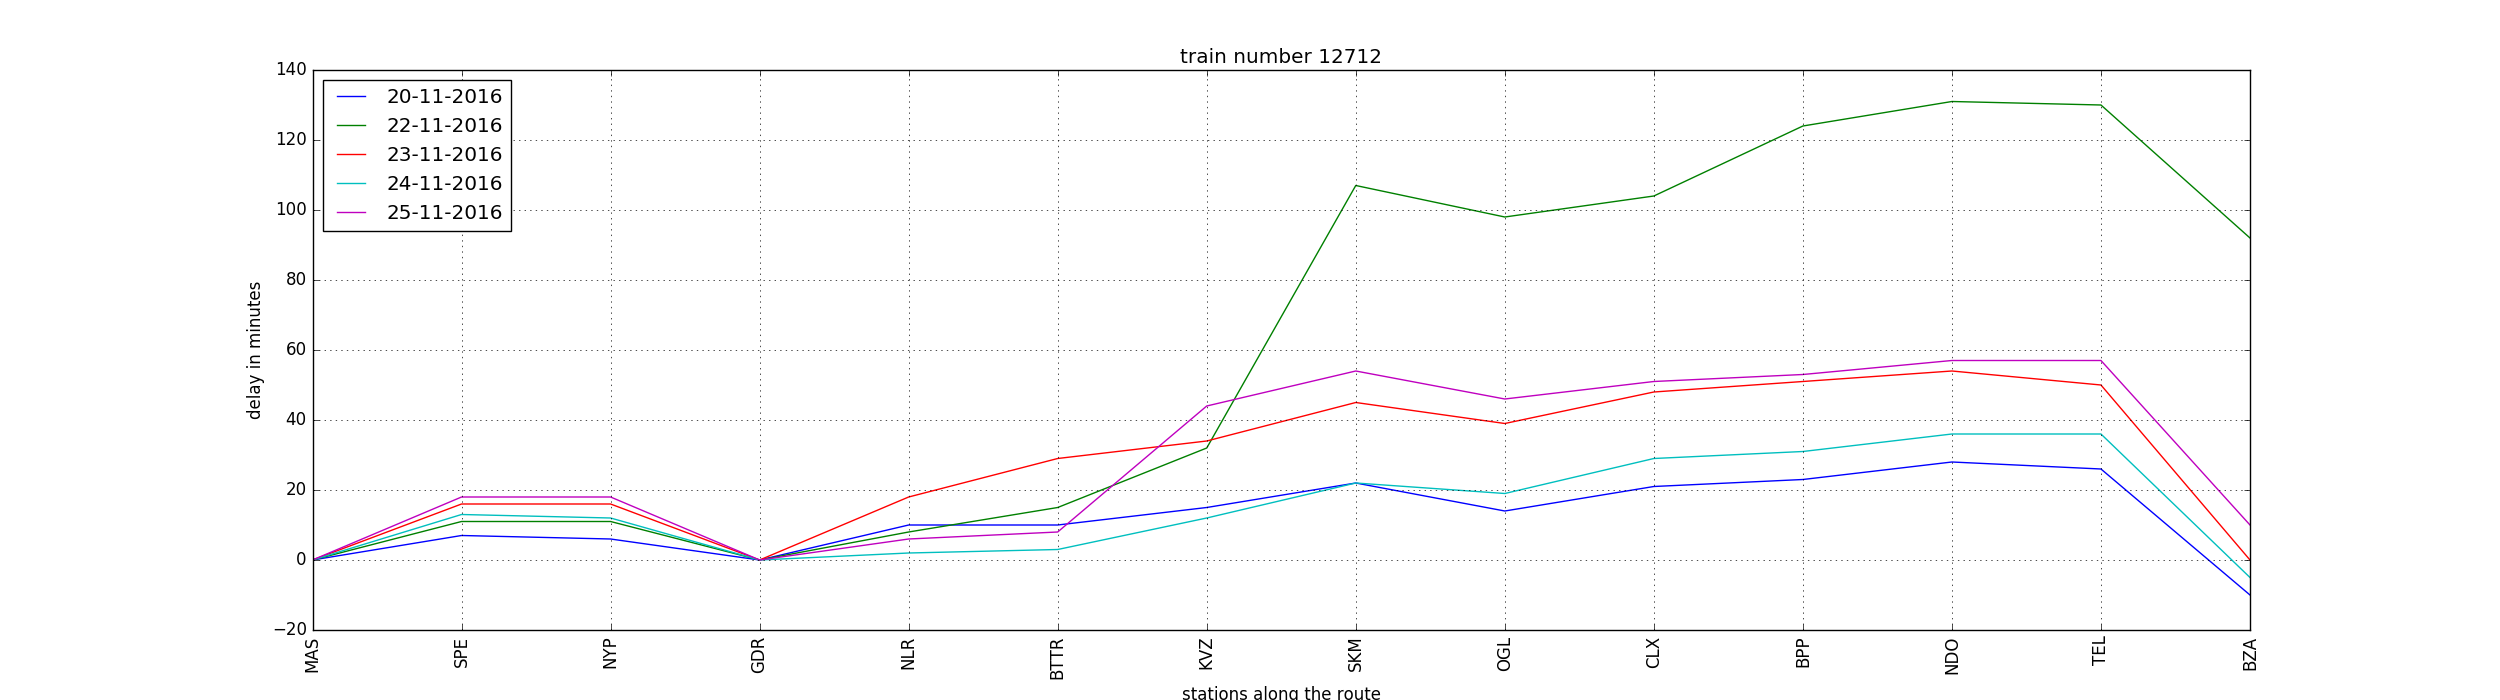 train number 12712
140
120
100
80
60
40
20
0
−20
delay in minutes
20-11-2016
22-11-2016
23-11-2016
24-11-2016
25-11-2016
MAS
SPE
NYP
GDR
NLR
BTTR
KVZ
SKM
OGL
CLX
BPP
NDO
TEL
BZA
stations along the route